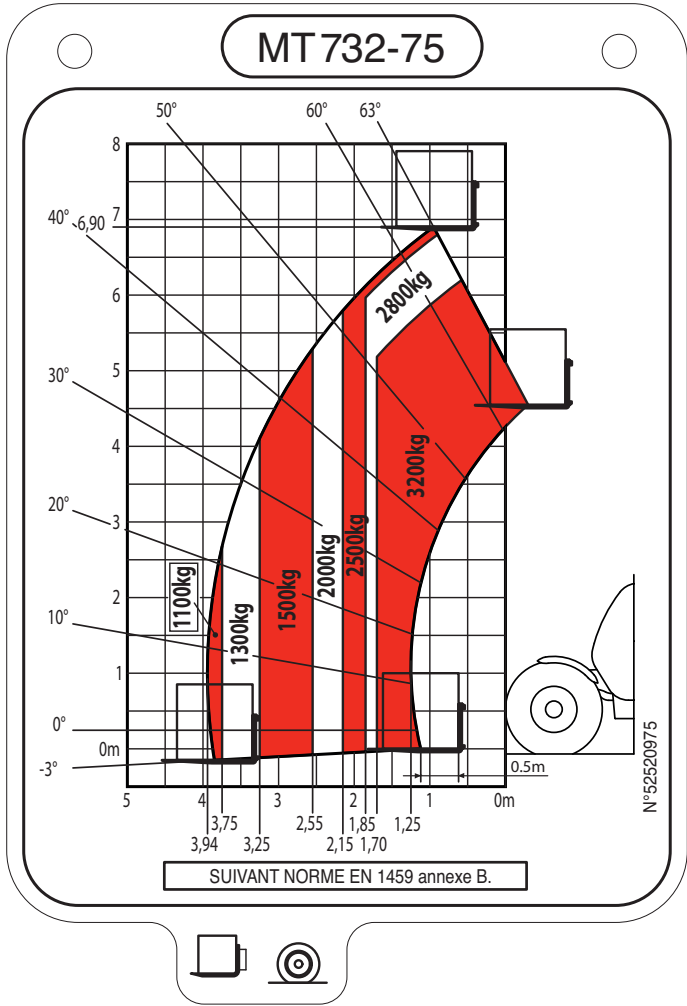 MT 732-75
50° 60° 63°
8
40° 6,90 7
6
2800kg
30° 5
4
3200kg
20° 3
2500kg
2000kg
1500kg
1100kg
1300kg
2
10°
1
0°
0m
-3°
0.5m
5 4 3 2 1 0m
3,75 2,55 1,85 1,25
3,94 3,25 2,15 1,70
N°52520975
SUIVANT NORME EN 1459 annexe B.